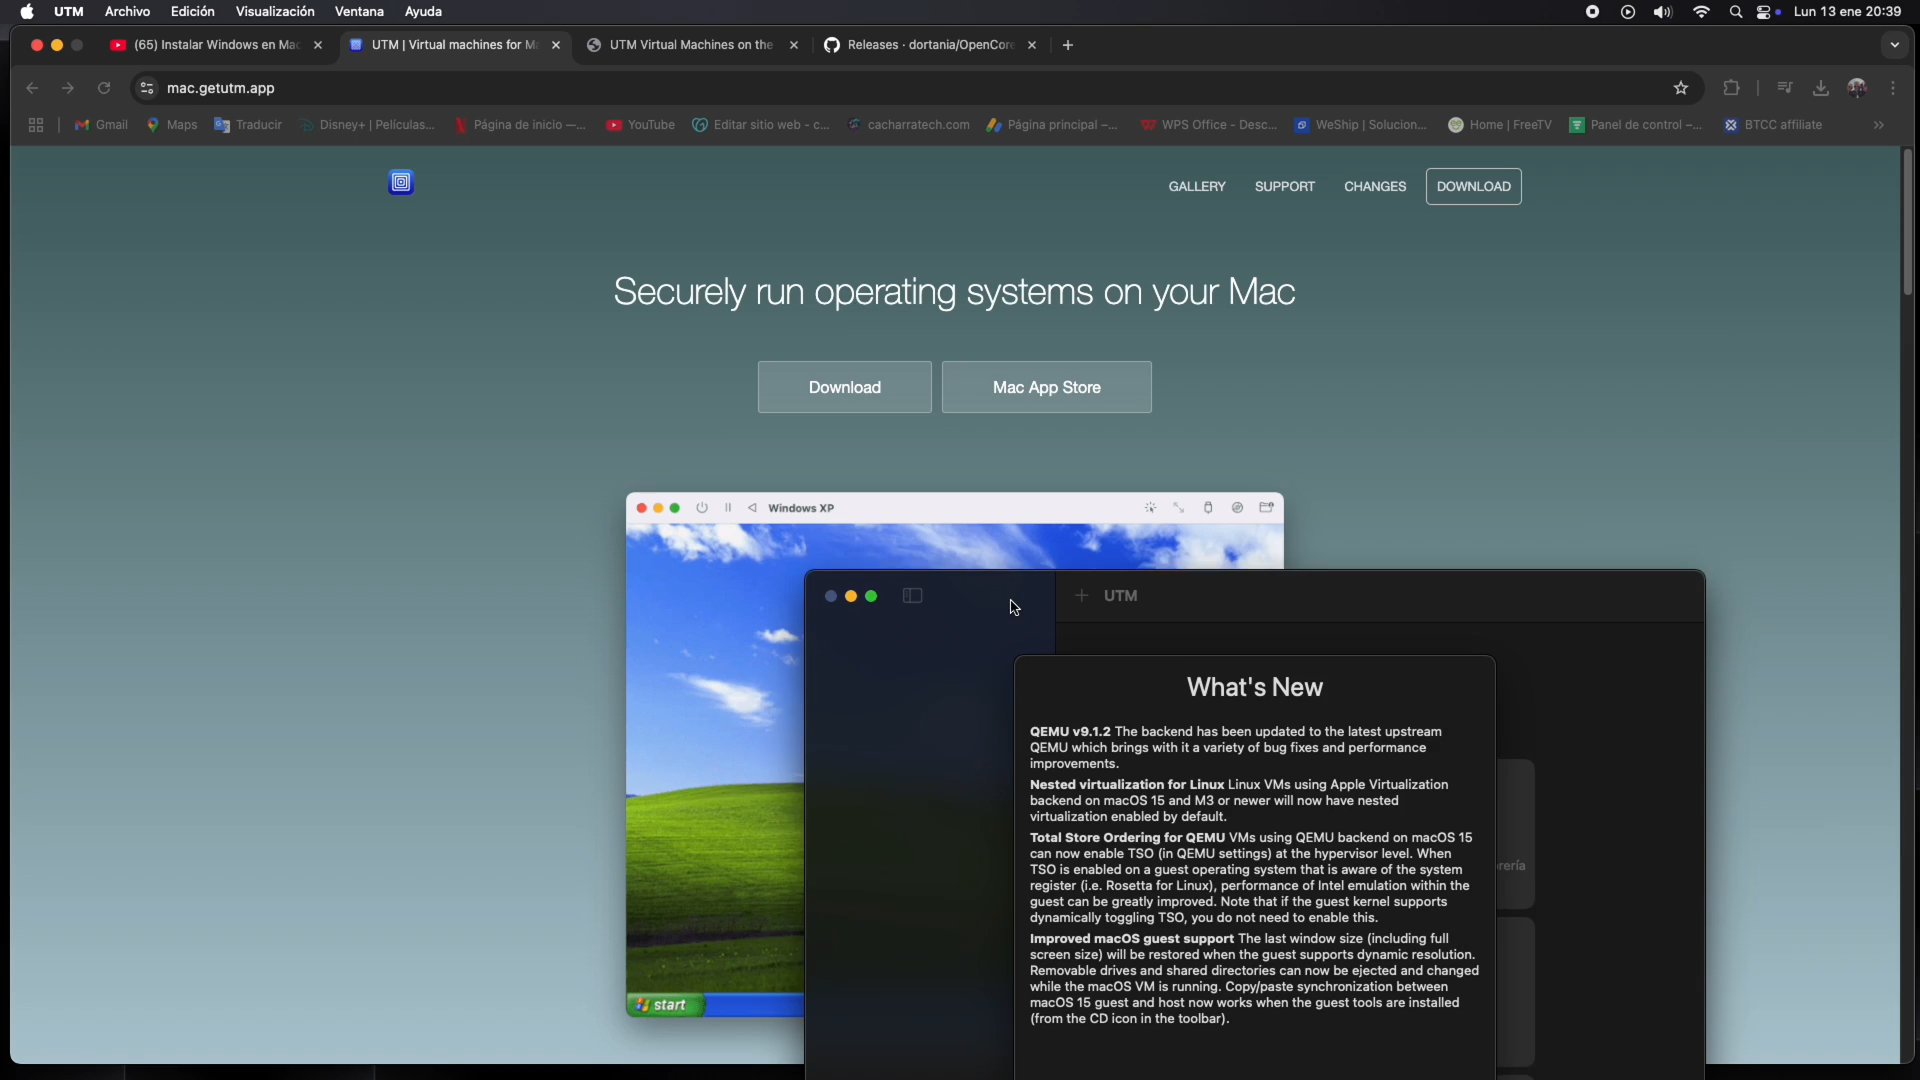 UTM Archivo Edición Visualización Ventana Ayuda
Lun 13 ene 20:39
(65) Instalar Windows en Mac
UTM | Virtual machines for M
UTM Virtual Machines on the
Releases · dortania/OpenCore
mac.getutm.app
Gmail
Maps
Traducir
Disney+ | Películas...
Página de inicio –...
YouTube
Editar sitio web - c...
cacharratech.com
Página principal –...
WPS Office - Desc...
WeShip | Solucion...
Home | FreeTV
Panel de control –...
BTCC affiliate
GALLERY
SUPPORT
CHANGES
DOWNLOAD
Securely run operating systems on your Mac
Download
Mac App Store
Windows XP
start
UTM
What's New
QEMU v9.1.2 The backend has been updated to the latest upstream
QEMU which brings with it a variety of bug fixes and performance
improvements.
Nested virtualization for Linux Linux VMs using Apple Virtualization
backend on macOS 15 and M3 or newer will now have nested
virtualization enabled by default.
Total Store Ordering for QEMU VMs using QEMU backend on macOS 15
can now enable TSO (in QEMU settings) at the hypervisor level. When
TSO is enabled on a guest operating system that is aware of the system
register (i.e. Rosetta for Linux), performance of Intel emulation within the
guest can be greatly improved. Note that if the guest kernel supports
dynamically toggling TSO, you do not need to enable this.
Improved macOS guest support The last window size (including full
screen size) will be restored when the guest supports dynamic resolution.
Removable drives and shared directories can now be ejected and changed
while the macOS VM is running. Copy/paste synchronization between
macOS 15 guest and host now works when the guest tools are installed
(from the CD icon in the toolbar).
rería